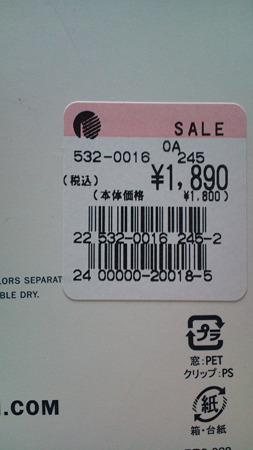 SALE
0A
532-0016 245
(税込) ¥1,890
(本体価格 ¥1,800)
22 532-0016 245-2
24 00000-20018-5
LORS SEPARAT
BLE DRY.
.COM
プラ
窓:PET
クリップ:PS
紙
箱・台紙